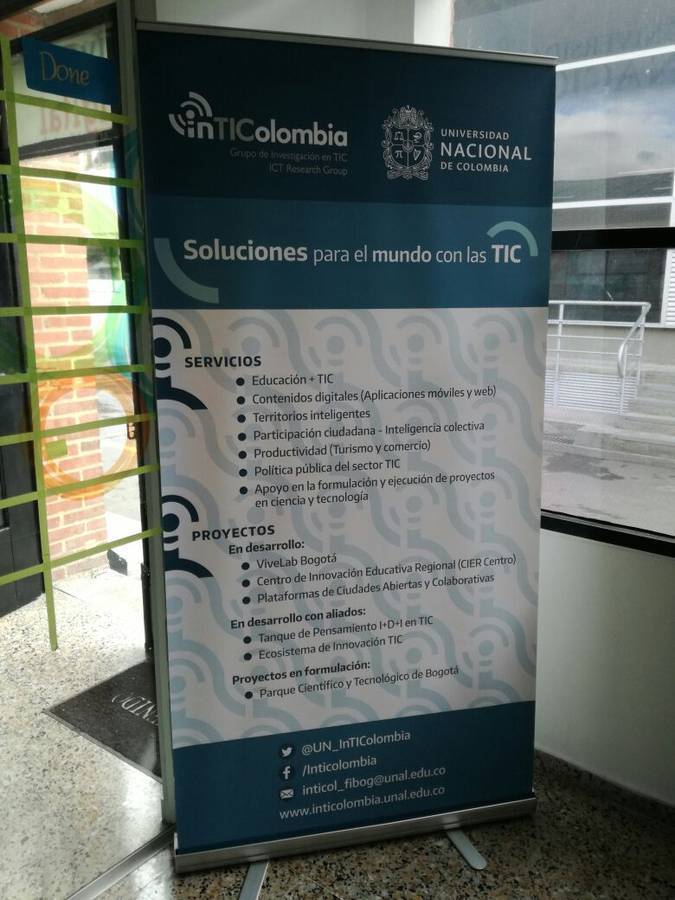 Done
inTIColombia
Grupo de Investigación en TIC
ICT Research Group
UNIVERSIDAD
NACIONAL
DE COLOMBIA
Soluciones para el mundo con las TIC
SERVICIOS
• Educación + TIC
• Contenidos digitales (Aplicaciones móviles y web)
• Territorios inteligentes
• Participación ciudadana - Inteligencia colectiva
• Productividad (Turismo y comercio)
• Política pública del sector TIC
• Apoyo en la formulación y ejecución de proyectos
en ciencia y tecnología
PROYECTOS
En desarrollo:
• ViveLab Bogotá
• Centro de Innovación Educativa Regional (CIER Centro)
• Plataformas de Ciudades Abiertas y Colaborativas
En desarrollo con aliados:
• Tanque de Pensamiento I+D+I en TIC
• Ecosistema de Innovación TIC
Proyectos en formulación:
• Parque Científico y Tecnológico de Bogotá
@UN_InTIColombia
/Inticolombia
inticol_fibog@unal.edu.co
www.inticolombia.unal.edu.co